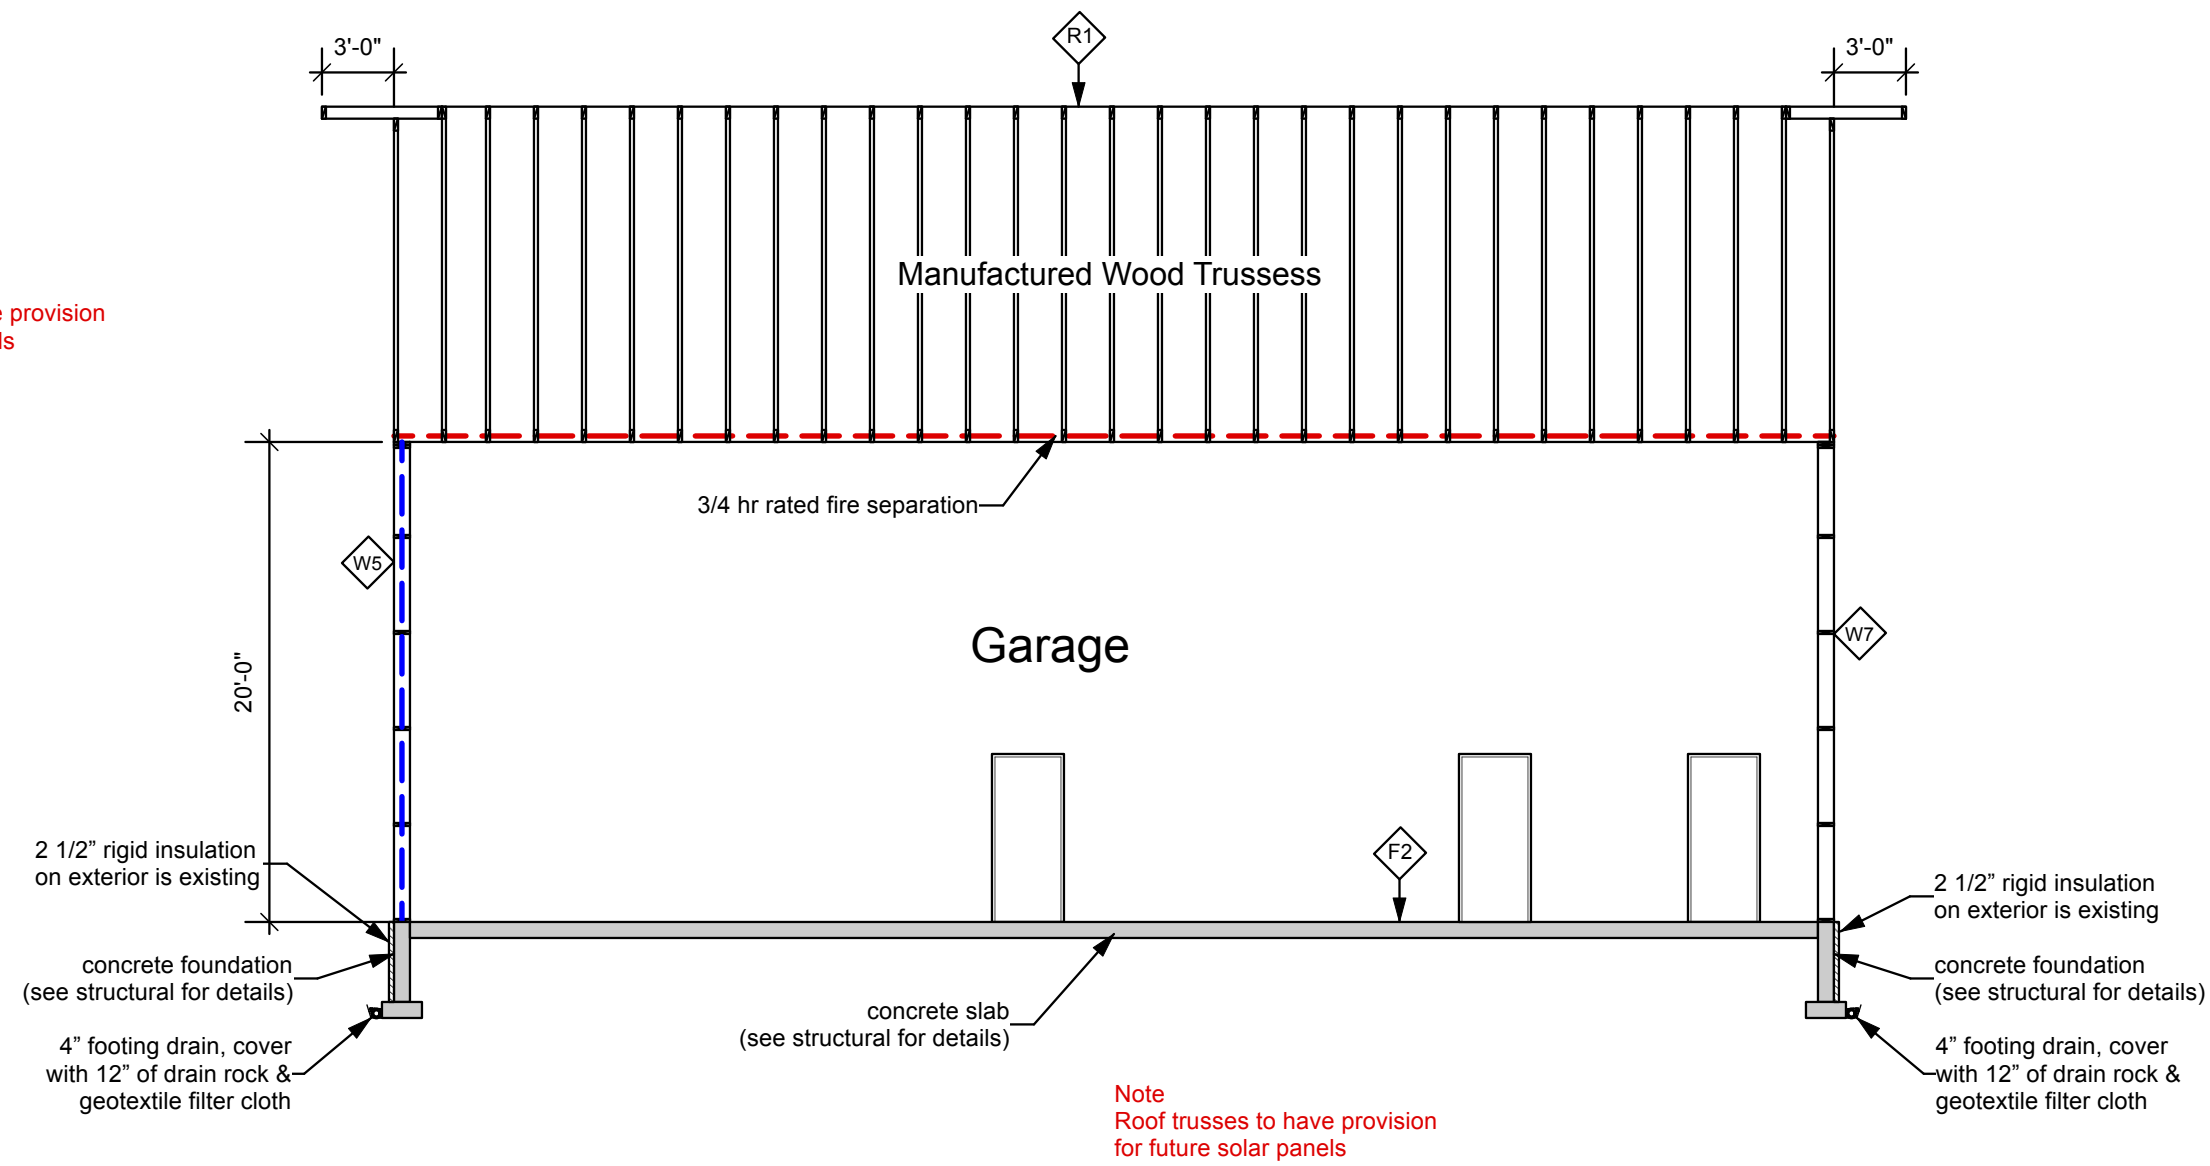 3'-0"
R1
3'-0"
Manufactured Wood Trussess
provision
3/4 hr rated fire separation
W5
Garage
W7
20'-0"
F2
2 1/2” rigid insulation
on exterior is existing
2 1/2” rigid insulation
on exterior is existing
concrete foundation
(see structural for details)
concrete foundation
(see structural for details)
concrete slab
(see structural for details)
4” footing drain, cover
with 12” of drain rock &
geotextile filter cloth
4” footing drain, cover
with 12” of drain rock &
geotextile filter cloth
Note
Roof trusses to have provision
for future solar panels